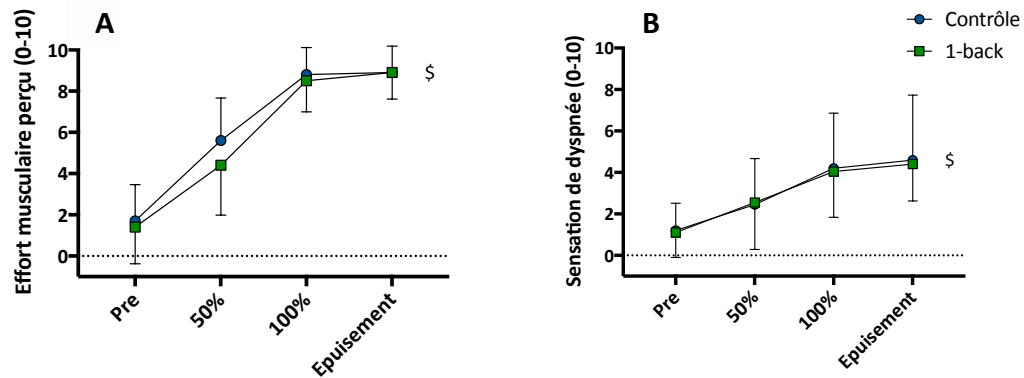 A
Effort musculaire perçu (0-10)
10
8
6
4
2
0
$
Pre
50%
100%
Epuisement
B
Contrôle
1-back
Sensation de dyspnée (0-10)
10
8
6
4
2
0
$
Pre
50%
100%
Epuisement